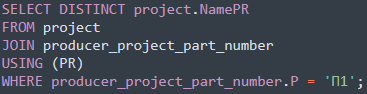 SELECT DISTINCT project.NamePR
FROM project
JOIN producer_project_part_number
USING (PR)
WHERE producer_project_part_number.P = 'П1';